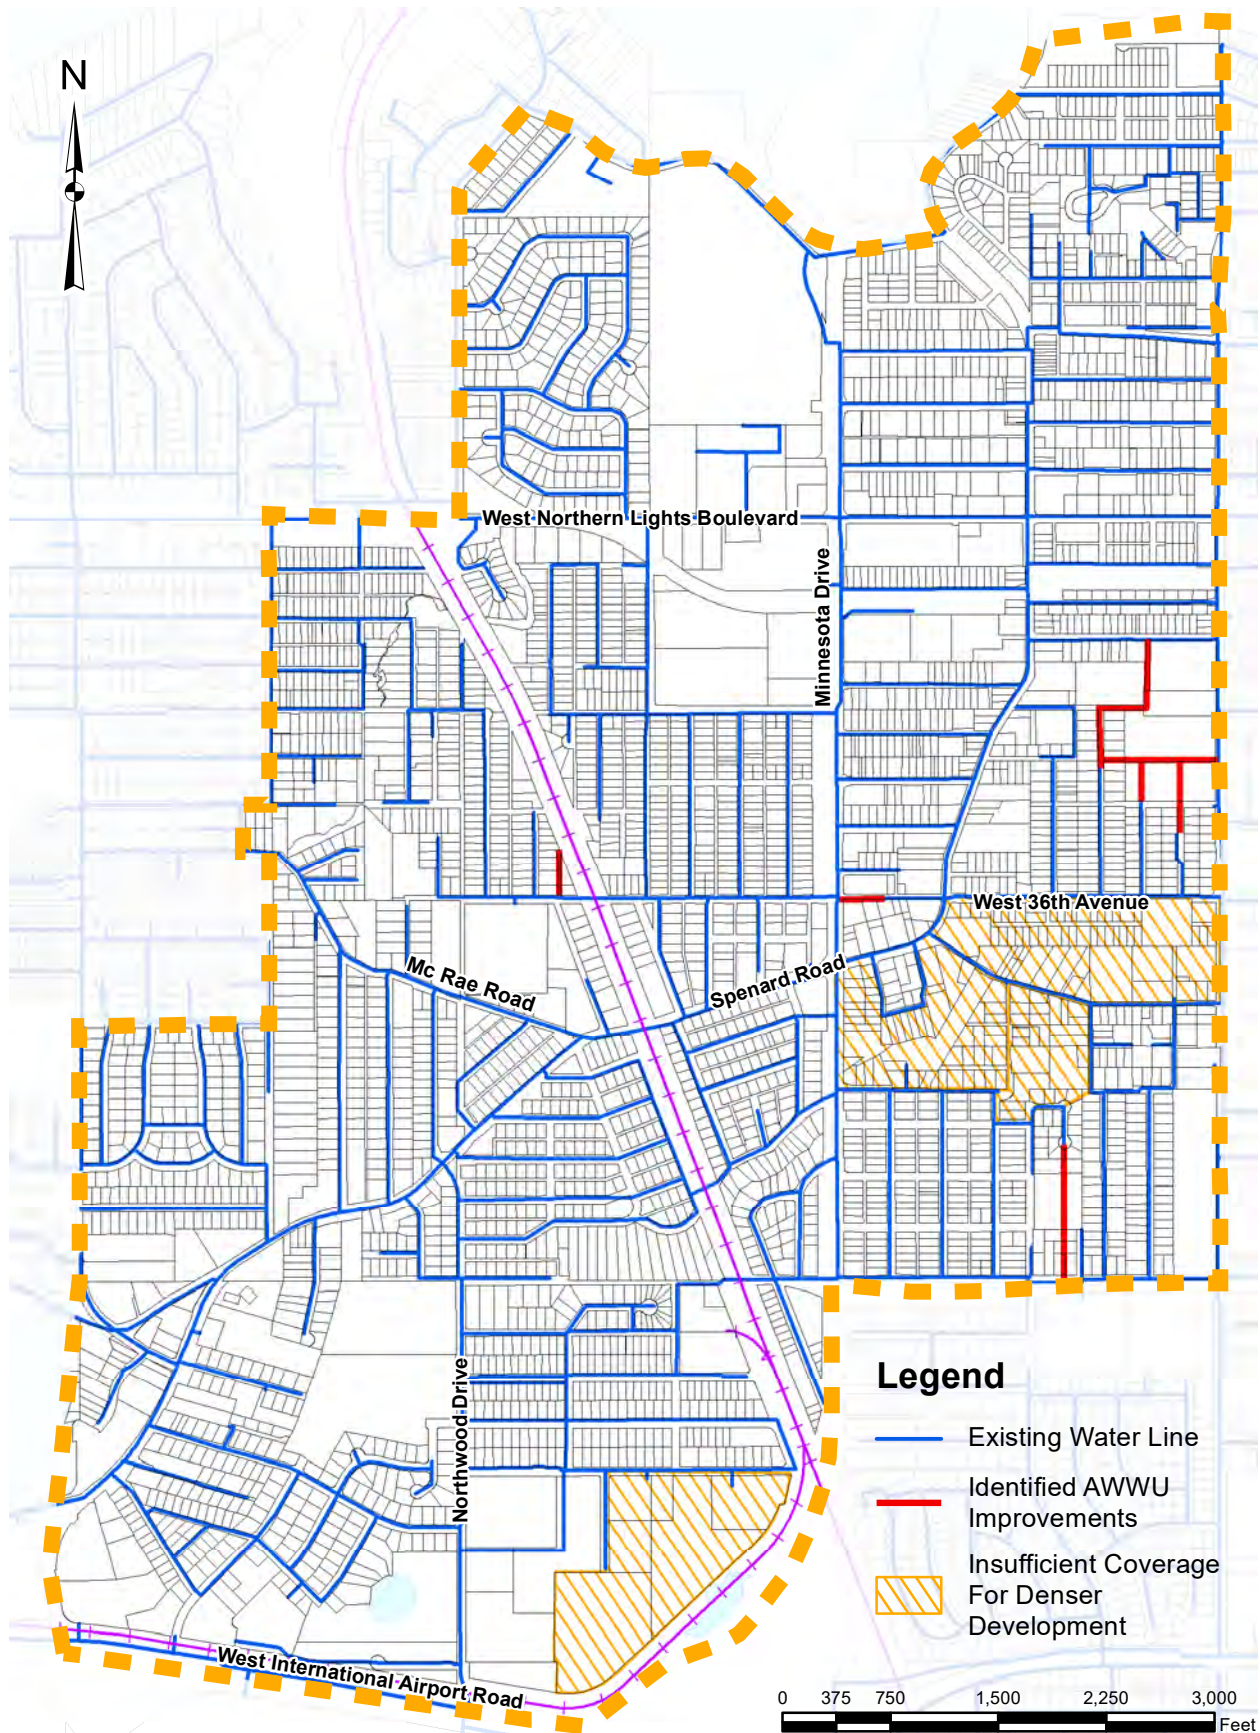 N
West Northern Lights Boulevard
Minnesota Drive
West 36th Avenue
Mc Rae Road
Spenard Road
Northwood Drive
West International Airport Road
Legend
Existing Water Line
Identified AWWU
Improvements
Insufficient Coverage
For Denser
Development
0 375 750 1,500 2,250 3,000
Feet